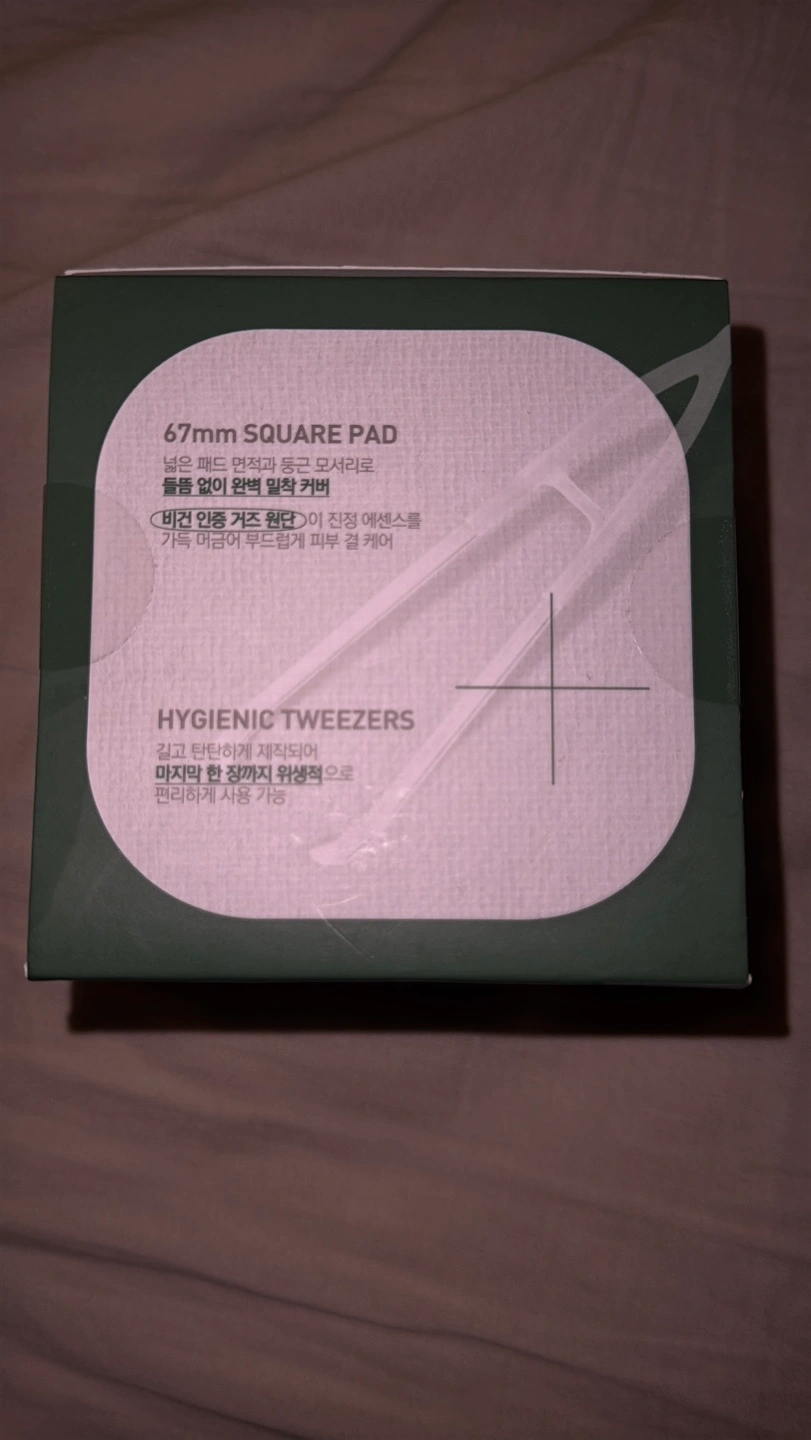 67mm SQUARE PAD
넓은 패드 면적과 둥근 모서리로
들뜸 없이 완벽 밀착 커버
비건 인증 거즈 원단이 진정 에센스를
가득 머금어 부드럽게 피부 결 케어
HYGIENIC TWEEZERS
길고 탄탄하게 제작되어
마지막 한 장까지 위생적으로
편리하게 사용 가능